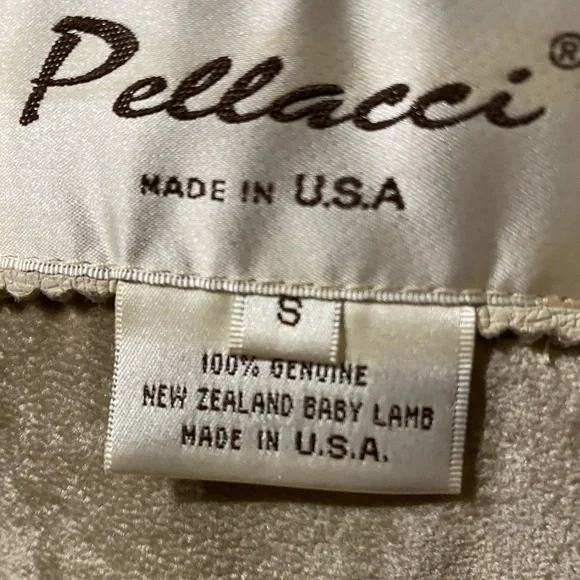 Pellacci®
MADE IN U.S.A
S
100% GENUINE
NEW ZEALAND BABY LAMB
MADE IN U.S.A.